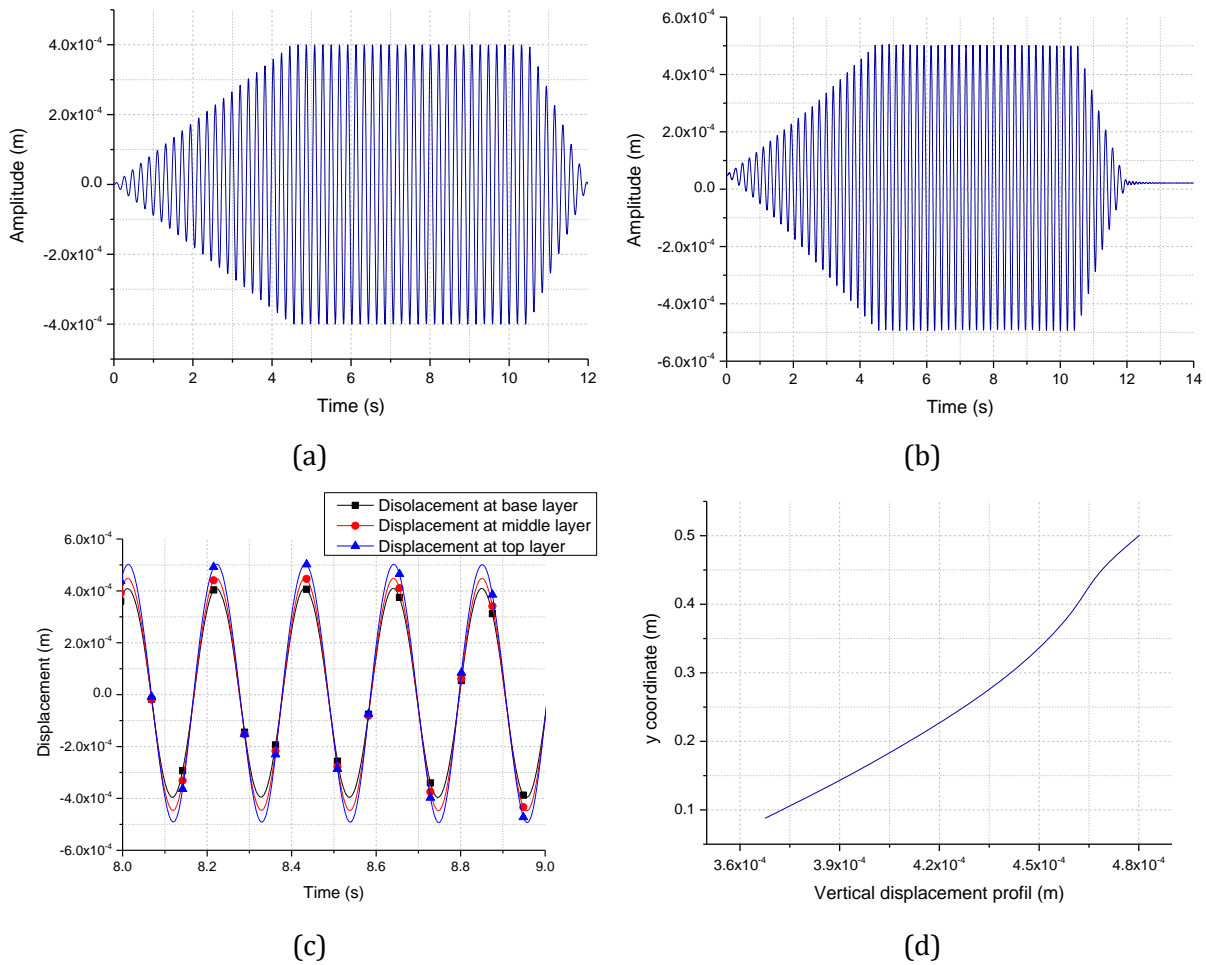 4.0x10⁻⁴
2.0x10⁻⁴
0.0
-2.0x10⁻⁴
-4.0x10⁻⁴
Amplitude (m)
0 2 4 6 8 10 12
Time (s)
(a)
6.0x10⁻⁴
4.0x10⁻⁴
2.0x10⁻⁴
0.0
-2.0x10⁻⁴
-4.0x10⁻⁴
-6.0x10⁻⁴
Amplitude (m)
0 2 4 6 8 10 12 14
Time (s)
(b)
Disolacement at base layer
Displacement at middle layer
Displacement at top layer
6.0x10⁻⁴
4.0x10⁻⁴
2.0x10⁻⁴
0.0
-2.0x10⁻⁴
-4.0x10⁻⁴
-6.0x10⁻⁴
Displacement (m)
8.0 8.2 8.4 8.6 8.8 9.0
Time (s)
(c)
0.5
0.4
0.3
0.2
0.1
y coordinate (m)
3.6x10⁻⁴ 3.9x10⁻⁴ 4.2x10⁻⁴ 4.5x10⁻⁴ 4.8x10⁻⁴
Vertical displacement profil (m)
(d)